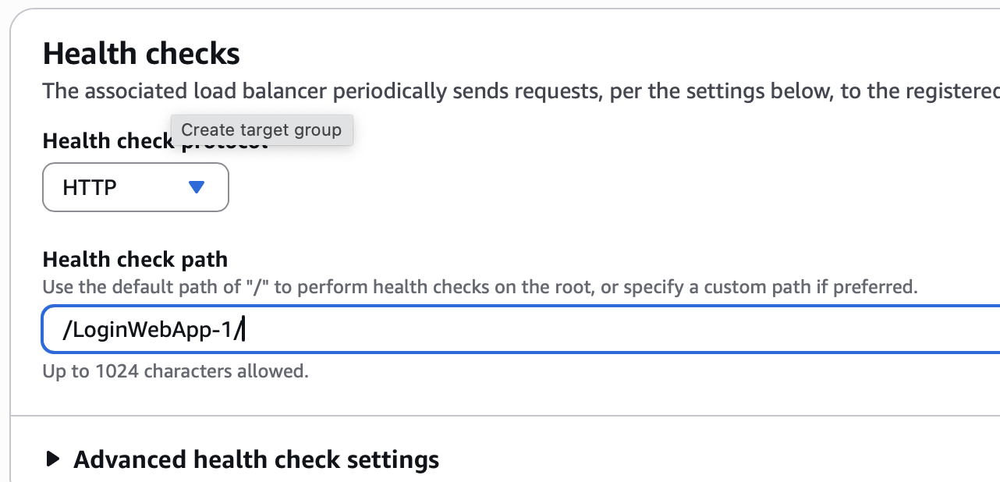 Health checks
The associated load balancer periodically sends requests, per the settings below, to the registered
Create target group
Health check protocol
HTTP
Health check path
Use the default path of "/" to perform health checks on the root, or specify a custom path if preferred.
/LoginWebApp-1/
Up to 1024 characters allowed.
Advanced health check settings